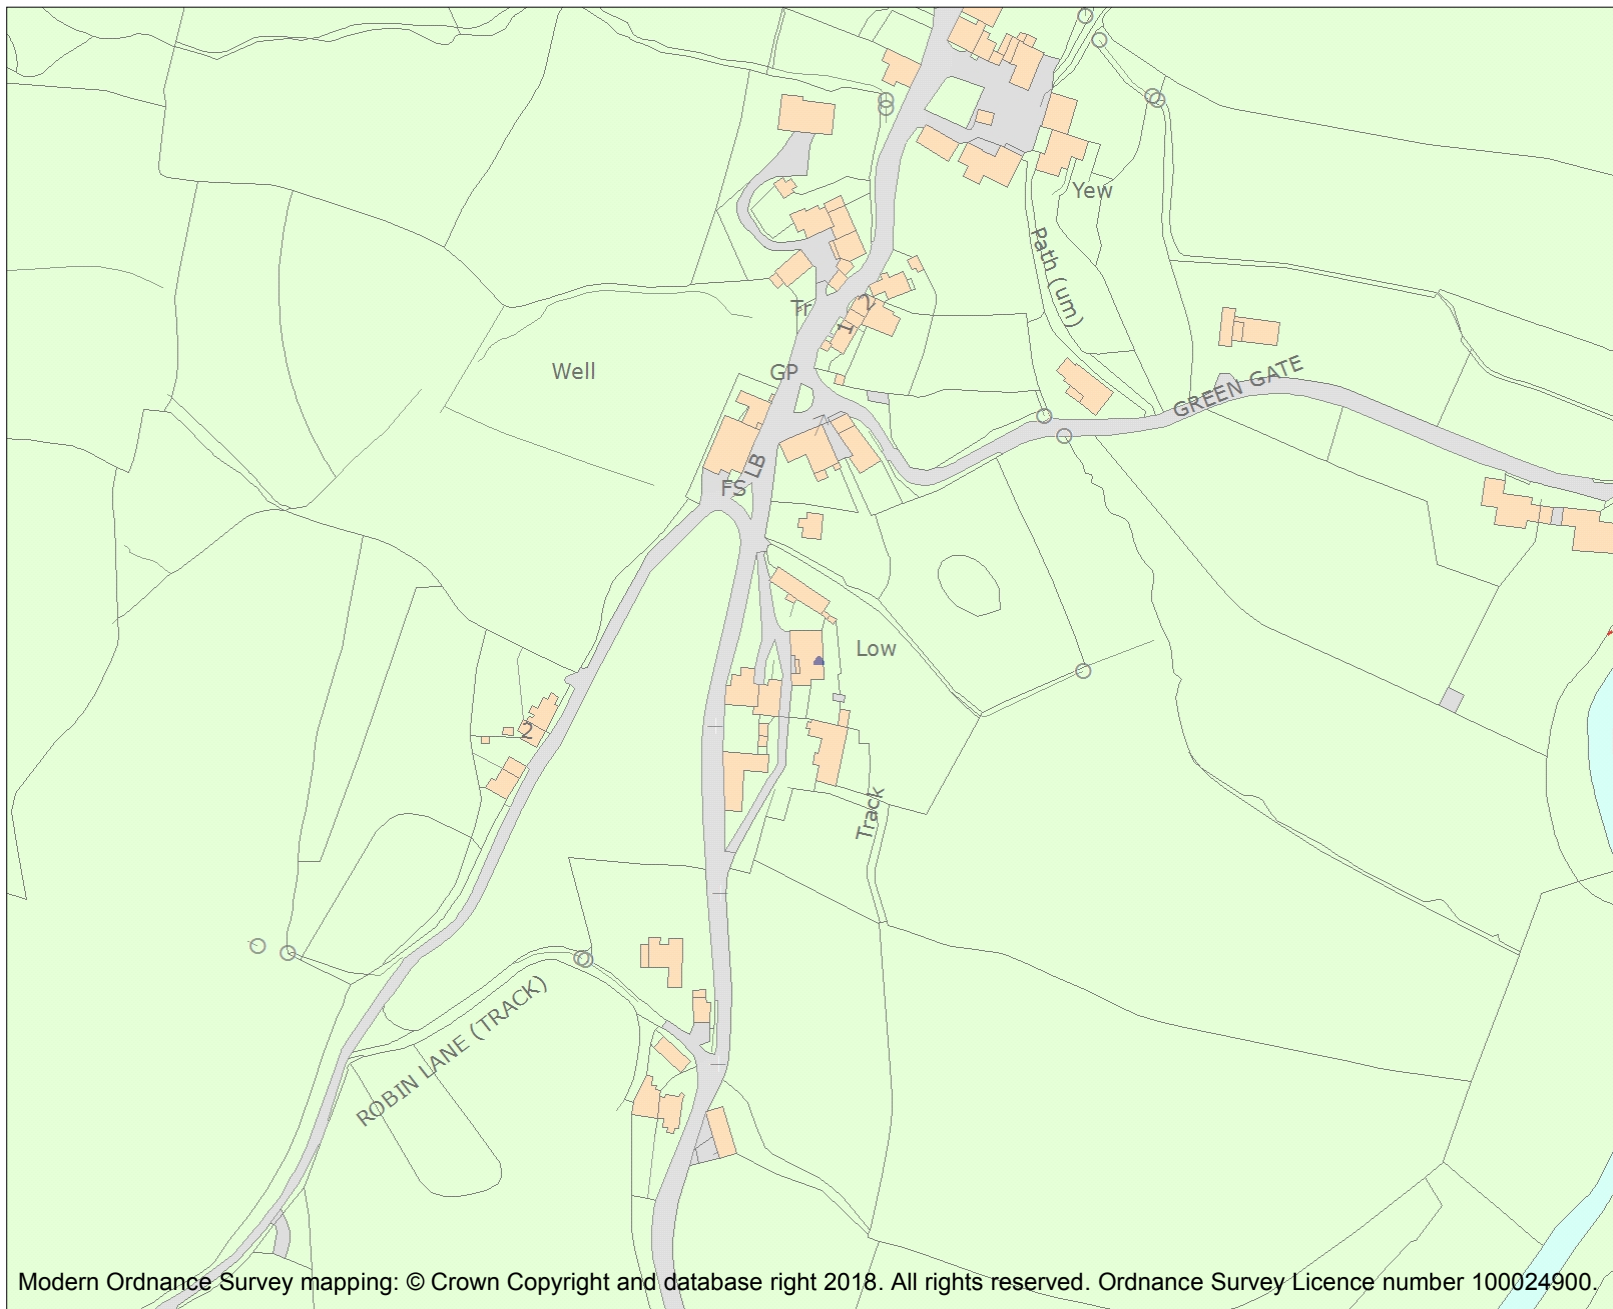 Yew
Path (um)
Tr
2
1
GREEN GATE
Well
GP
LB
FS
Low
2
Track
ROBIN LANE (TRACK)
Modern Ordnance Survey mapping: © Crown Copyright and database right 2018. All rights reserved. Ordnance Survey Licence number 100024900.